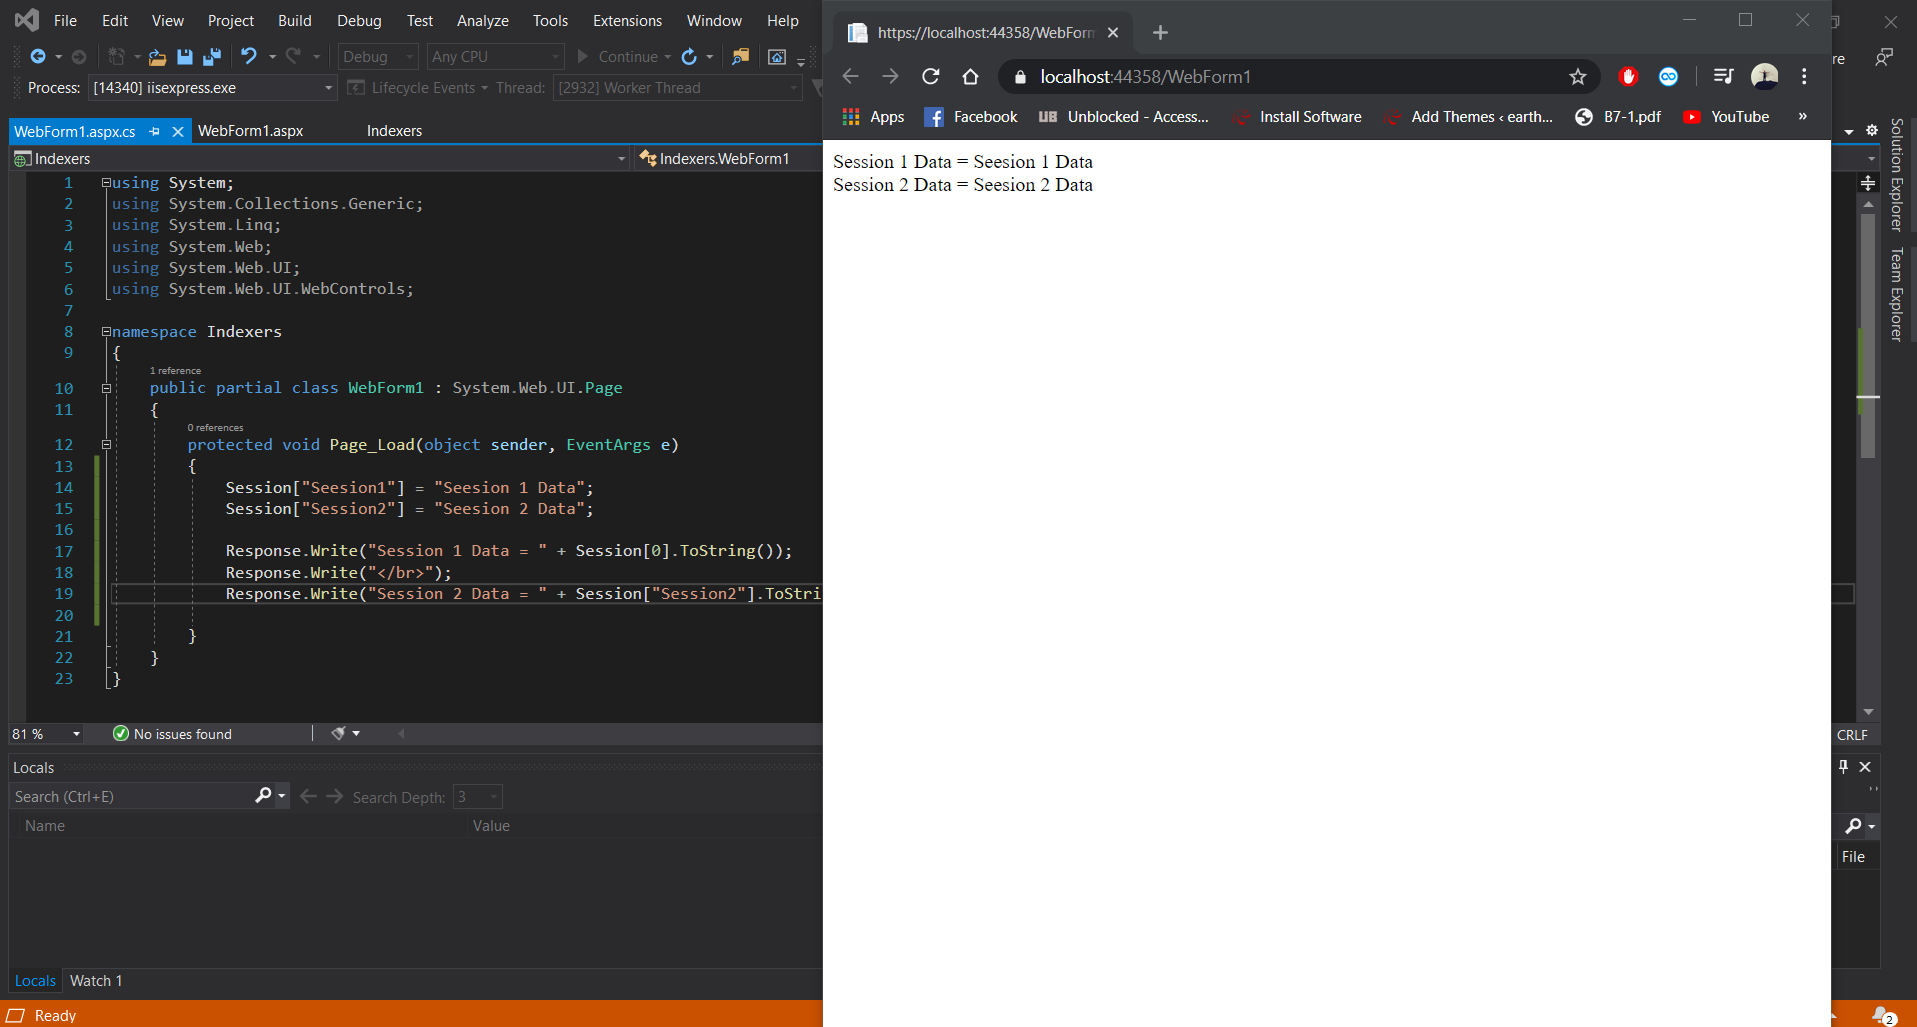 File Edit View Project Build Debug Test Analyze Tools Extensions Window Help
Debug Any CPU Continue
Process: [14340] iisexpress.exe Lifecycle Events Thread: [2932] Worker Thread
WebForm1.aspx.cs WebForm1.aspx Indexers
Indexers Indexers.WebForm1
1 using System;
2 using System.Collections.Generic;
3 using System.Linq;
4 using System.Web;
5 using System.Web.UI;
6 using System.Web.UI.WebControls;
7
8 namespace Indexers
9 {
1 reference
10 public partial class WebForm1 : System.Web.UI.Page
11 {
0 references
12 protected void Page_Load(object sender, EventArgs e)
13 {
14 Session["Seesion1"] = "Seesion 1 Data";
15 Session["Session2"] = "Seesion 2 Data";
16
17 Response.Write("Session 1 Data = " + Session[0].ToString());
18 Response.Write("</br>");
19 Response.Write("Session 2 Data = " + Session["Session2"].ToStri
20
21 }
22 }
23 }
81 % No issues found
Locals
Search (Ctrl+E) Search Depth: 3
Name Value
Locals Watch 1
Ready
https://localhost:44358/WebForm
localhost:44358/WebForm1
Apps Facebook UB Unblocked - Access... Install Software Add Themes ‹ earth... B7-1.pdf YouTube »
Session 1 Data = Seesion 1 Data
Session 2 Data = Seesion 2 Data
re
Solution Explorer
Team Explorer
CRLF
File
2